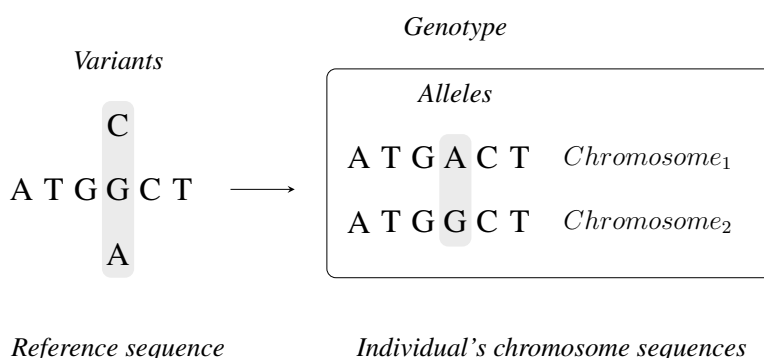 Genotype
Variants
Alleles
C
A T G G C T
A
A T G A C T Chromosome₁
A T G G C T Chromosome₂
Reference sequence
Individual's chromosome sequences